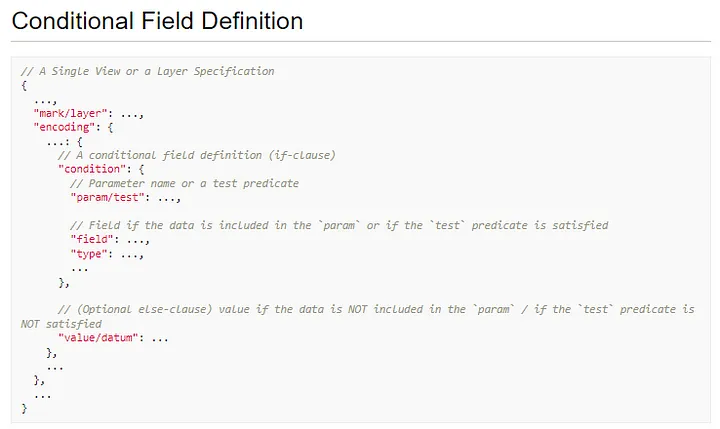 Conditional Field Definition
// A Single View or a Layer Specification
{
  ...,
  "mark/layer": ...,
  "encoding": {
    ...: {
      // A conditional field definition (if-clause)
      "condition": {
        // Parameter name or a test predicate
        "param/test": ...,

        // Field if the data is included in the `param` or if the `test` predicate is satisfied
        "field": ...,
        "type": ...,
        ...
      },

      // (Optional else-clause) value if the data is NOT included in the `param` / if the `test` predicate is
NOT satisfied
      "value/datum": ...
    },
    ...
  },
  ...
}